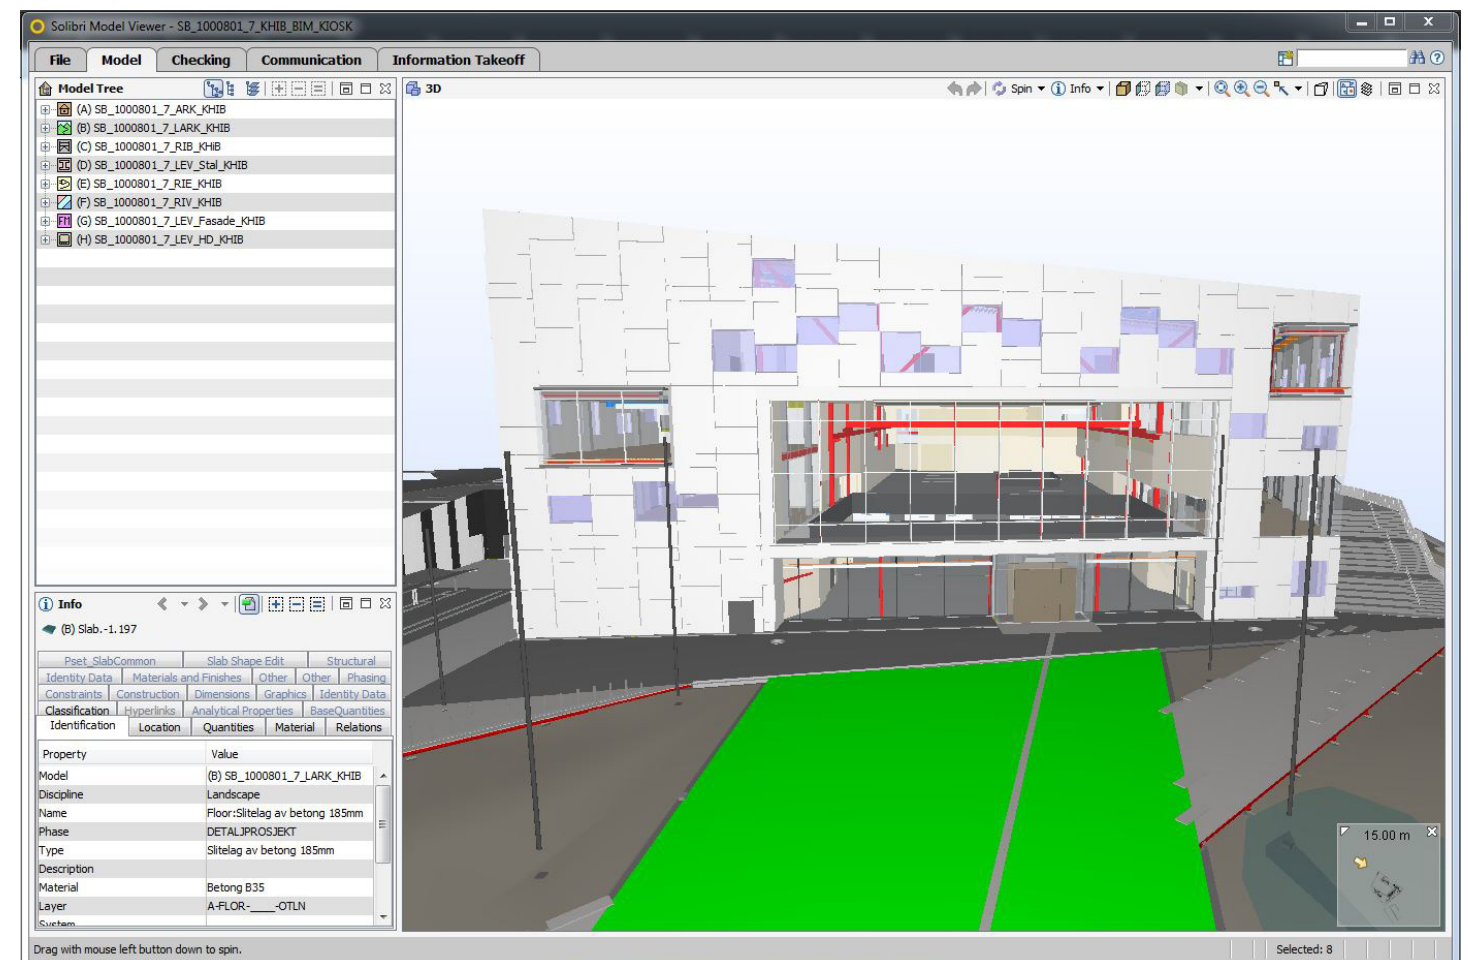 Solibri Model Viewer - SB_1000801_7_KHIB_BIM_KIOSK
File Model Checking Communication Information Takeoff
Model Tree
(A) SB_1000801_7_ARK_KHIB
(B) SB_1000801_7_LARK_KHIB
(C) SB_1000801_7_RIB_KHiB
(D) SB_1000801_7_LEV_Stal_KHIB
(E) SB_1000801_7_RIE_KHIB
(F) SB_1000801_7_RIV_KHIB
FM (G) SB_1000801_7_LEV_Fasade_KHIB
(H) SB_1000801_7_LEV_HD_KHIB
3D Spin Info
Info
(B) Slab.-1.197
Pset_SlabCommon Slab Shape Edit Structural
Identity Data Materials and Finishes Other Other Phasing
Constraints Construction Dimensions Graphics Identity Data
Classification Hyperlinks Analytical Properties BaseQuantities
Identification Location Quantities Material Relations
Property Value
Model (B) SB_1000801_7_LARK_KHIB
Discipline Landscape
Name Floor:Slitelag av betong 185mm
Phase DETALJPROSJEKT
Type Slitelag av betong 185mm
Description
Material Betong B35
Layer A-FLOR-____-OTLN
System
15.00 m
Drag with mouse left button down to spin.
Selected: 8